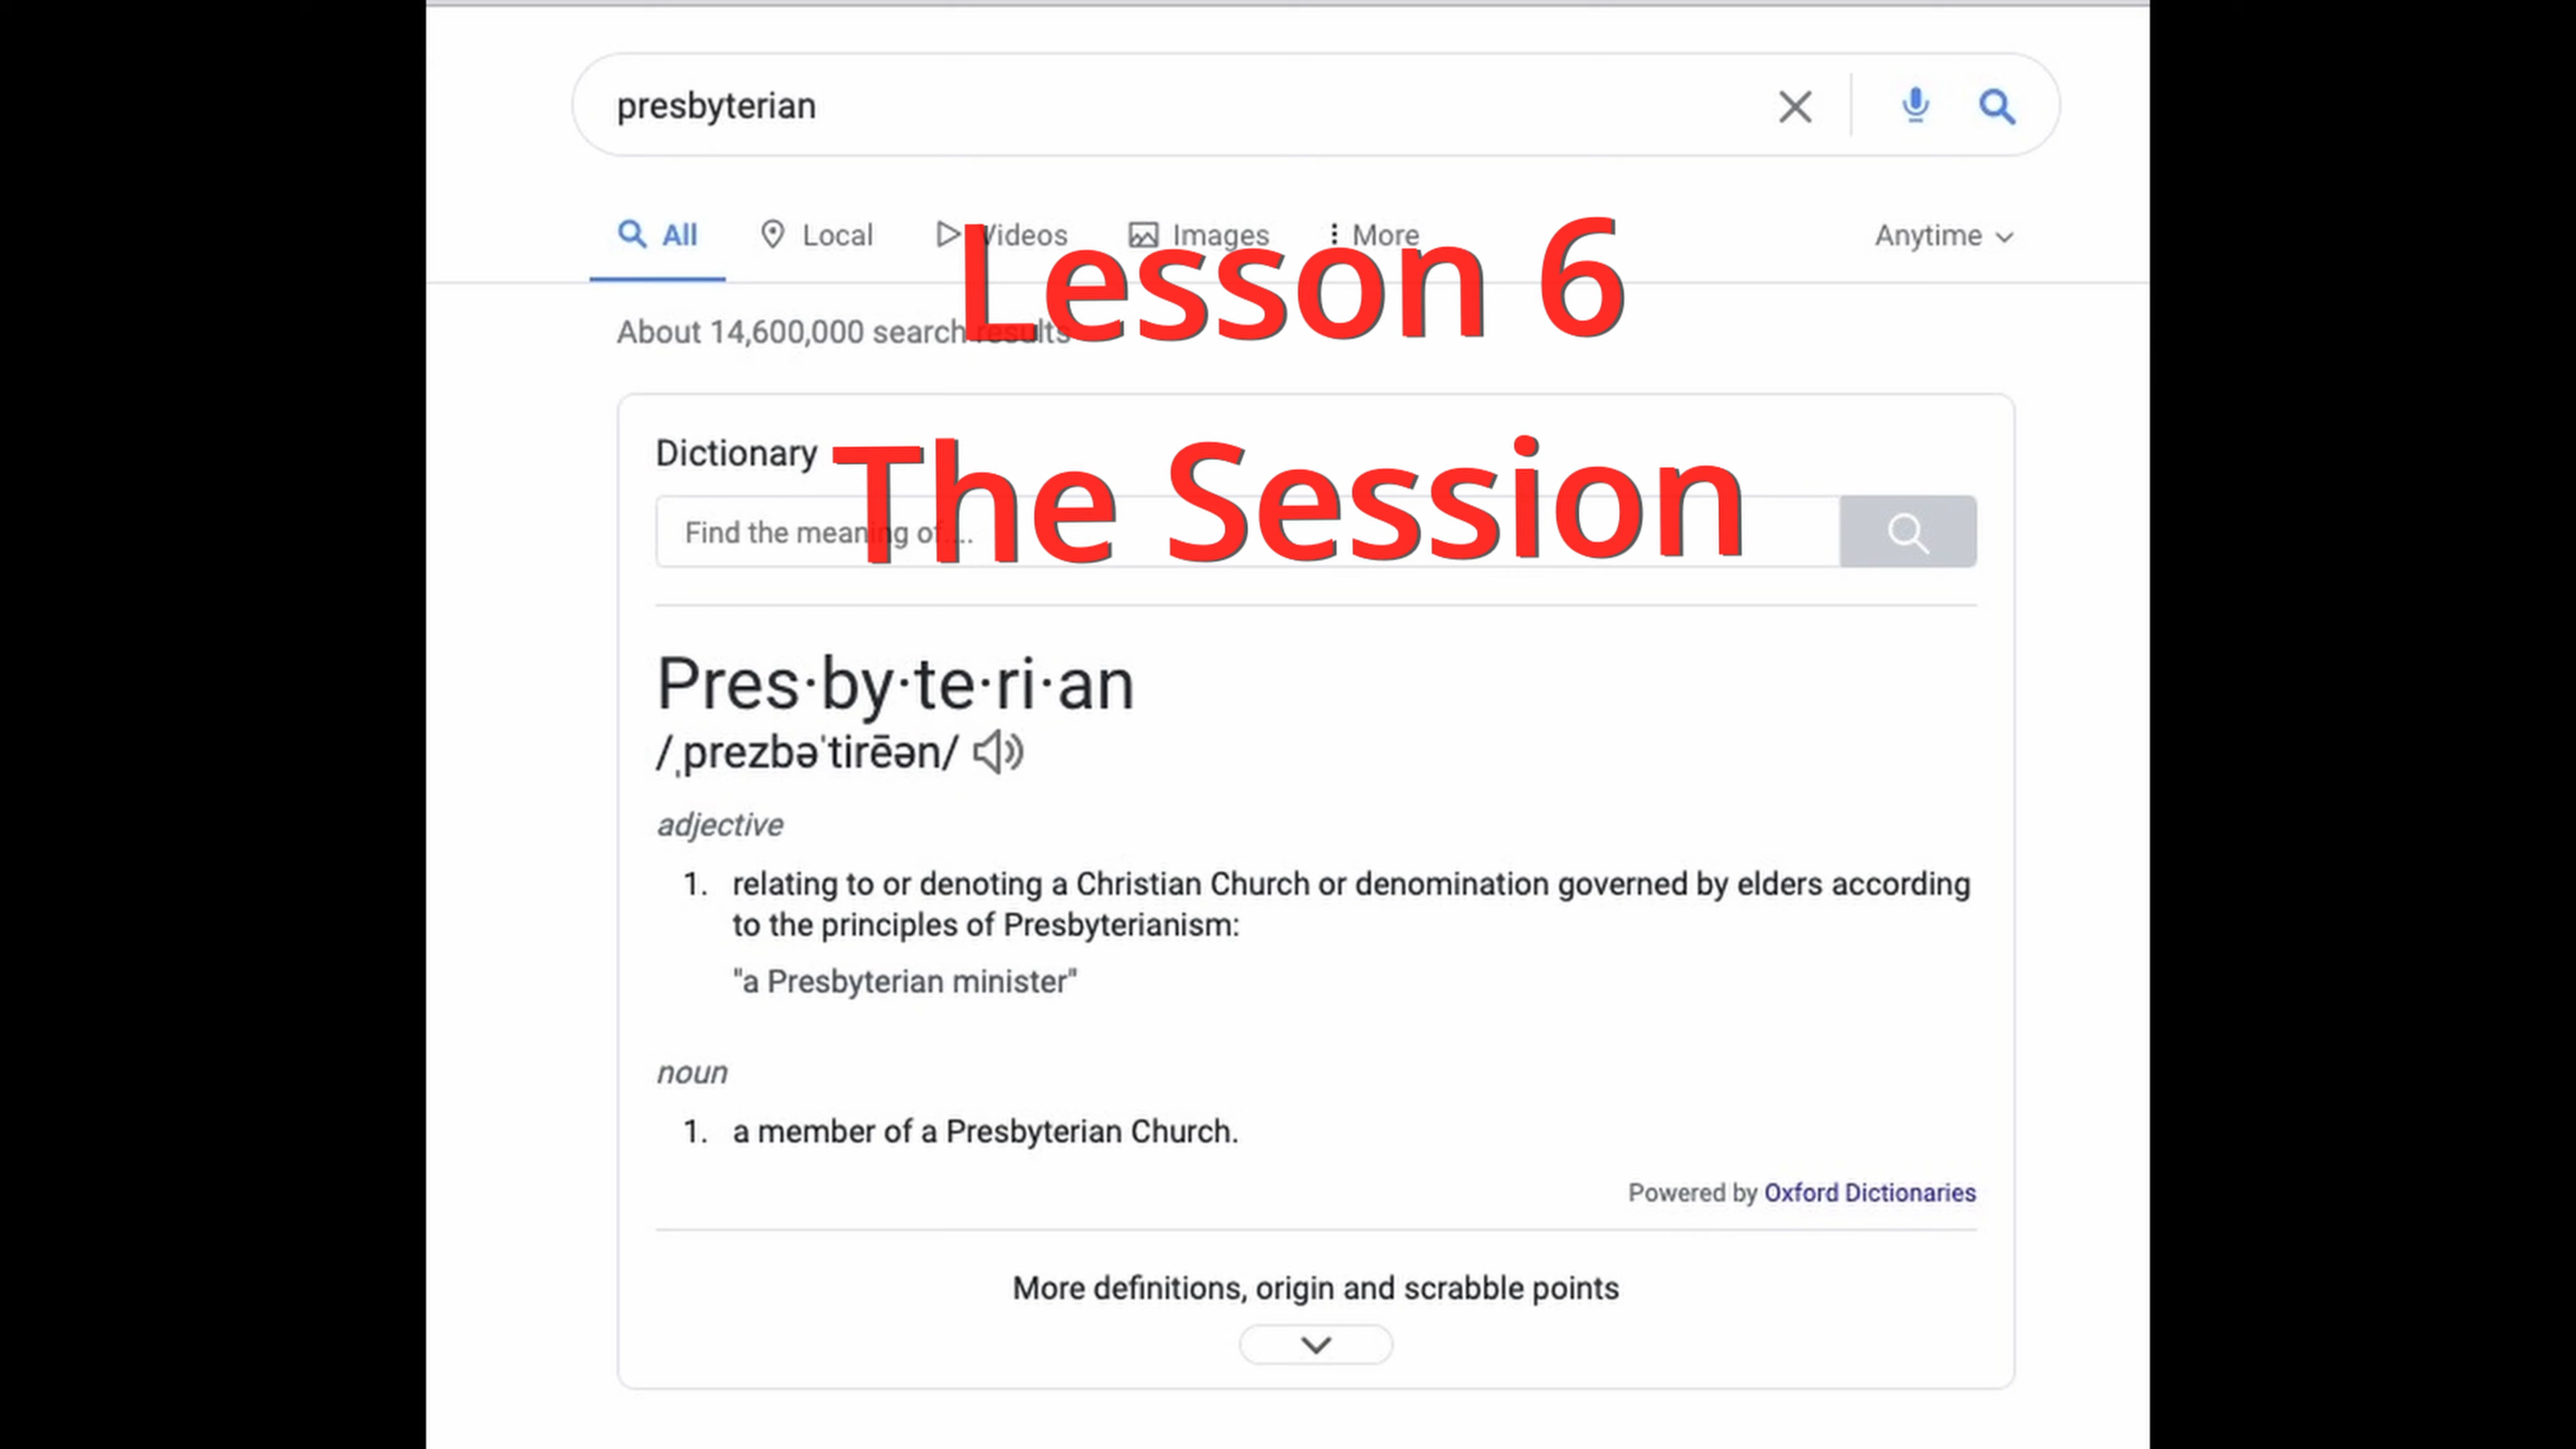 presbyterian
All Local Videos Images More Anytime
Lesson 6
About 14,600,000 search results
Dictionary
The Session
Find the meaning of....
Pres·by·te·ri·an
/ˌprezbəˈtirēən/
adjective
1. relating to or denoting a Christian Church or denomination governed by elders according
to the principles of Presbyterianism:
"a Presbyterian minister"
noun
1. a member of a Presbyterian Church.
Powered by Oxford Dictionaries
More definitions, origin and scrabble points